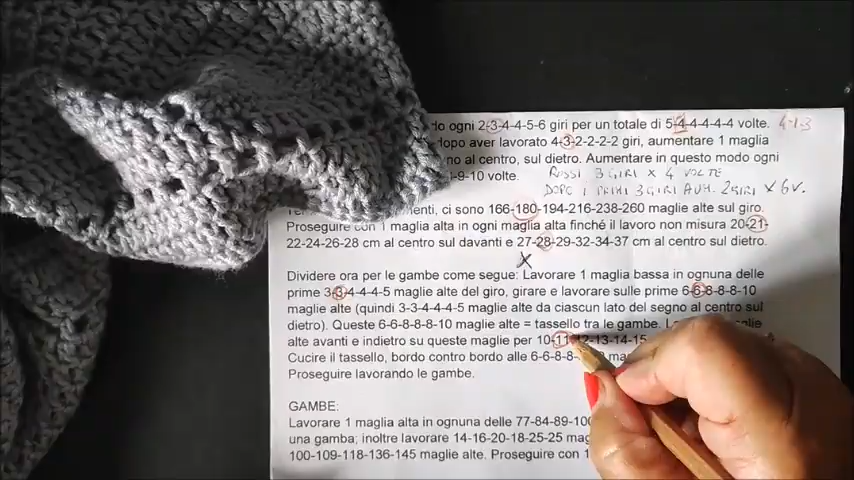 do ogni 2-3-4-4-5-6 giri per un totale di 5-4-4-4-4-4 volte. 4-1-3
dopo aver lavorato 4-3-2-2-2-2 giri, aumentare 1 maglia
no al centro, sul dietro. Aumentare in questo modo ogni
-1-9-10 volte. ROSSI 3 GIRI X 4 VOLTE
DOPO I PRIMI 3 GIRI AUM. 2 GIRI X 6 V.
menti, ci sono 166-180-194-216-238-260 maglie alte sul giro.
Proseguire con 1 maglia alta in ogni maglia alta finché il lavoro non misura 20-21-
22-24-26-28 cm al centro sul davanti e 27-28-29-32-34-37 cm al centro sul dietro.
X
Dividere ora per le gambe come segue: Lavorare 1 maglia bassa in ognuna delle
prime 3-3-4-4-4-5 maglie alte del giro, girare e lavorare sulle prime 6-6-8-8-8-10
maglie alte (quindi 3-3-4-4-4-5 maglie alte da ciascun lato del segno al centro sul
dietro). Queste 6-6-8-8-8-10 maglie alte = tassello tra le gambe.
alte avanti e indietro su queste maglie per 10-11-12-13-14-15
Cucire il tassello, bordo contro bordo alle 6-6-8-8-
Proseguire lavorando le gambe.
GAMBE:
Lavorare 1 maglia alta in ognuna delle 77-84-89-100
una gamba; inoltre lavorare 14-16-20-18-25-25
100-109-118-136-145 maglie alte. Proseguire con 1